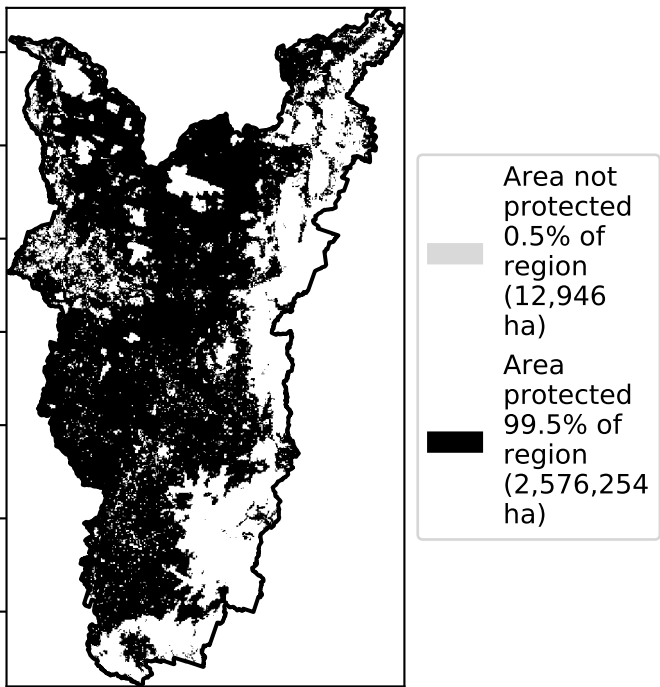 Area not
protected
0.5% of
region
(12,946
ha)
Area
protected
99.5% of
region
(2,576,254
ha)